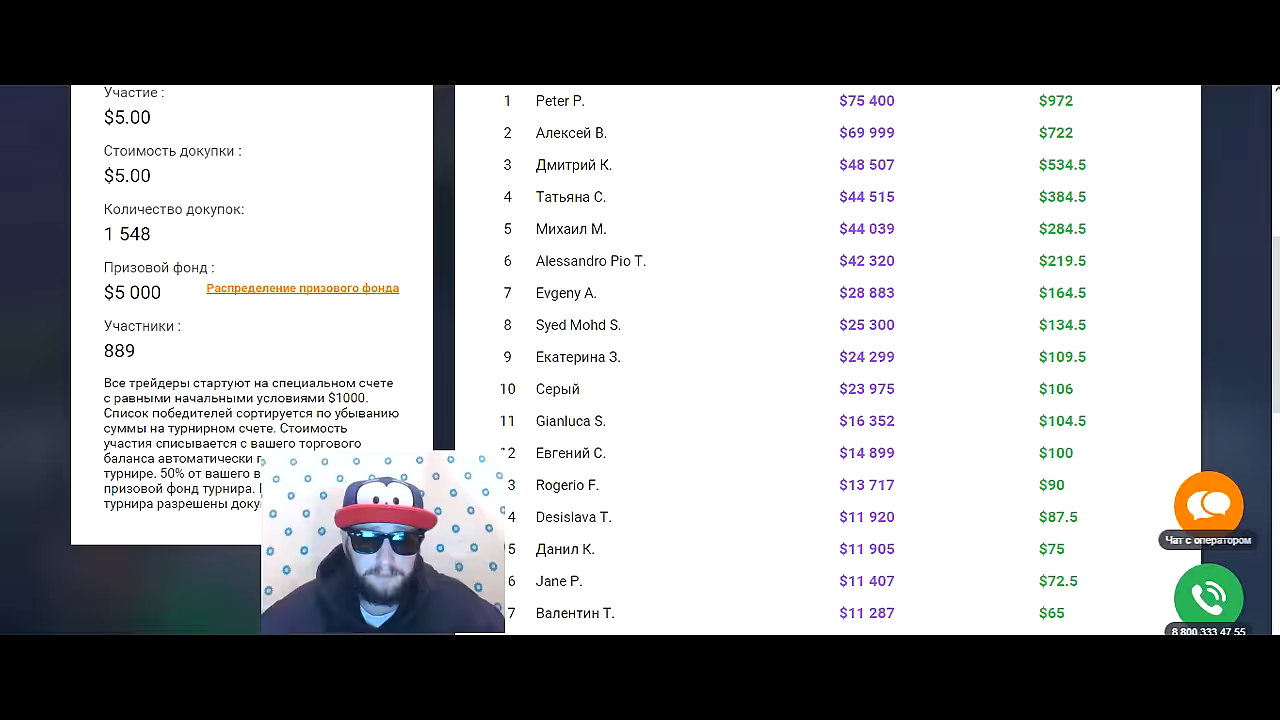 Участие :
$5.00
Стоимость докупки :
$5.00
Количество докупок:
1 548
Призовой фонд :
$5 000 Распределение призового фонда
Участники :
889
Все трейдеры стартуют на специальном счете
с равными начальными условиями $1000.
Список победителей сортируется по убыванию
суммы на турнирном счете. Стоимость
участия списывается с вашего торгового
баланса автоматически
турнире. 50% от вашего
призовой фонд турнира.
турнира разрешены
1 Peter P. $75 400 $972
2 Алексей В. $69 999 $722
3 Дмитрий К. $48 507 $534.5
4 Татьяна С. $44 515 $384.5
5 Михаил М. $44 039 $284.5
6 Alessandro Pio T. $42 320 $219.5
7 Evgeny A. $28 883 $164.5
8 Syed Mohd S. $25 300 $134.5
9 Екатерина З. $24 299 $109.5
10 Серый $23 975 $106
11 Gianluca S. $16 352 $104.5
12 Евгений С. $14 899 $100
3 Rogerio F. $13 717 $90
4 Desislava T. $11 920 $87.5
5 Данил К. $11 905 $75
6 Jane P. $11 407 $72.5
7 Валентин Т. $11 287 $65
Чат с оператором
8 800 333 47 55